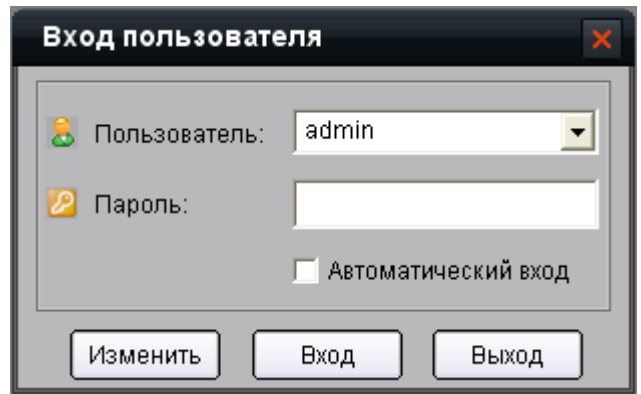 Вход пользователя
Пользователь: admin
Пароль:
Автоматический вход
Изменить Вход Выход